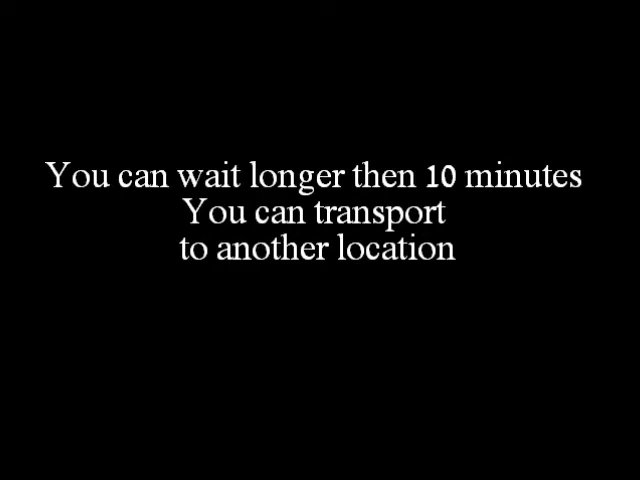 You can wait longer then 10 minutes
You can transport
to another location